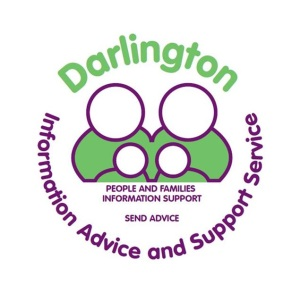 Darlington
PEOPLE AND FAMILIES
INFORMATION SUPPORT
SEND ADVICE
Information Advice and Support Service